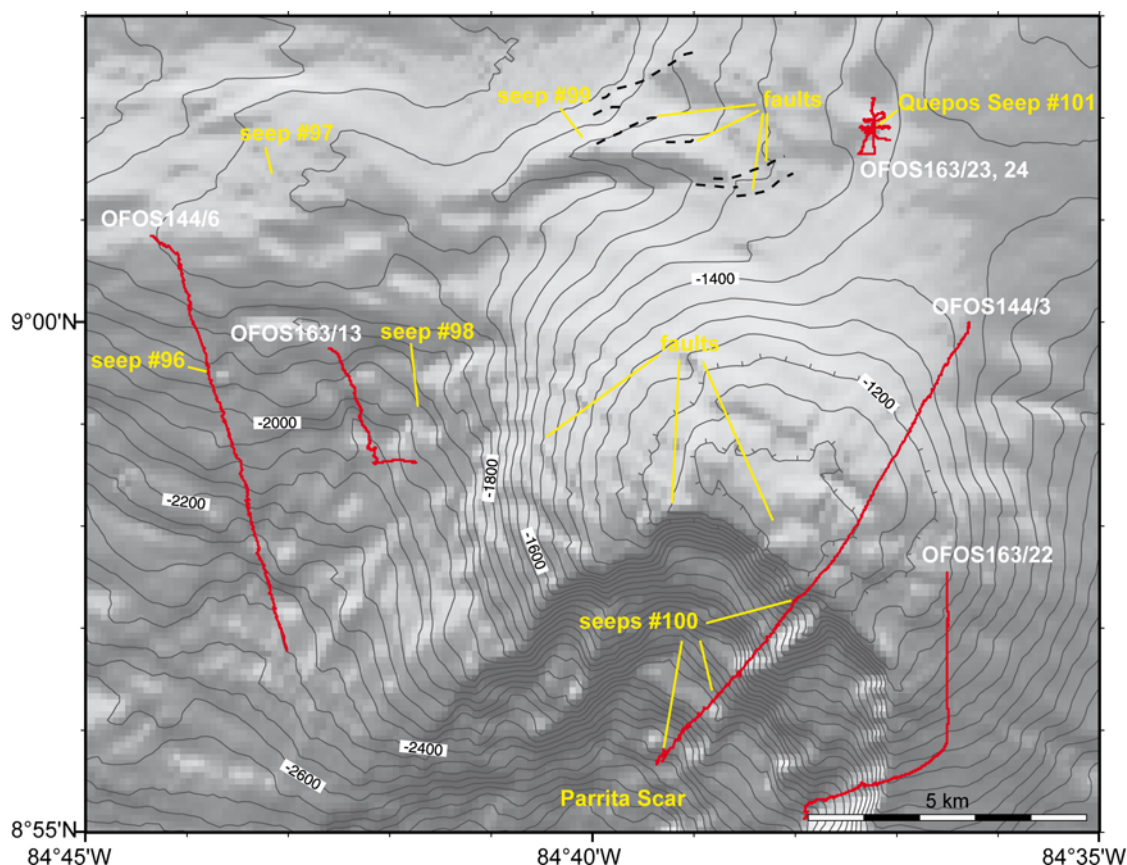 seep #99
faults
Quepos Seep #101
seep #97
OFOS163/23, 24
OFOS144/6
-1400
9°00'N
OFOS144/3
OFOS163/13
seep #98
faults
seep #96
-1200
-2000
-1800
-2200
-1600
OFOS163/22
seeps #100
-2400
-2600
Parrita Scar
5 km
8°55'N
84°45'W
84°40'W
84°35'W